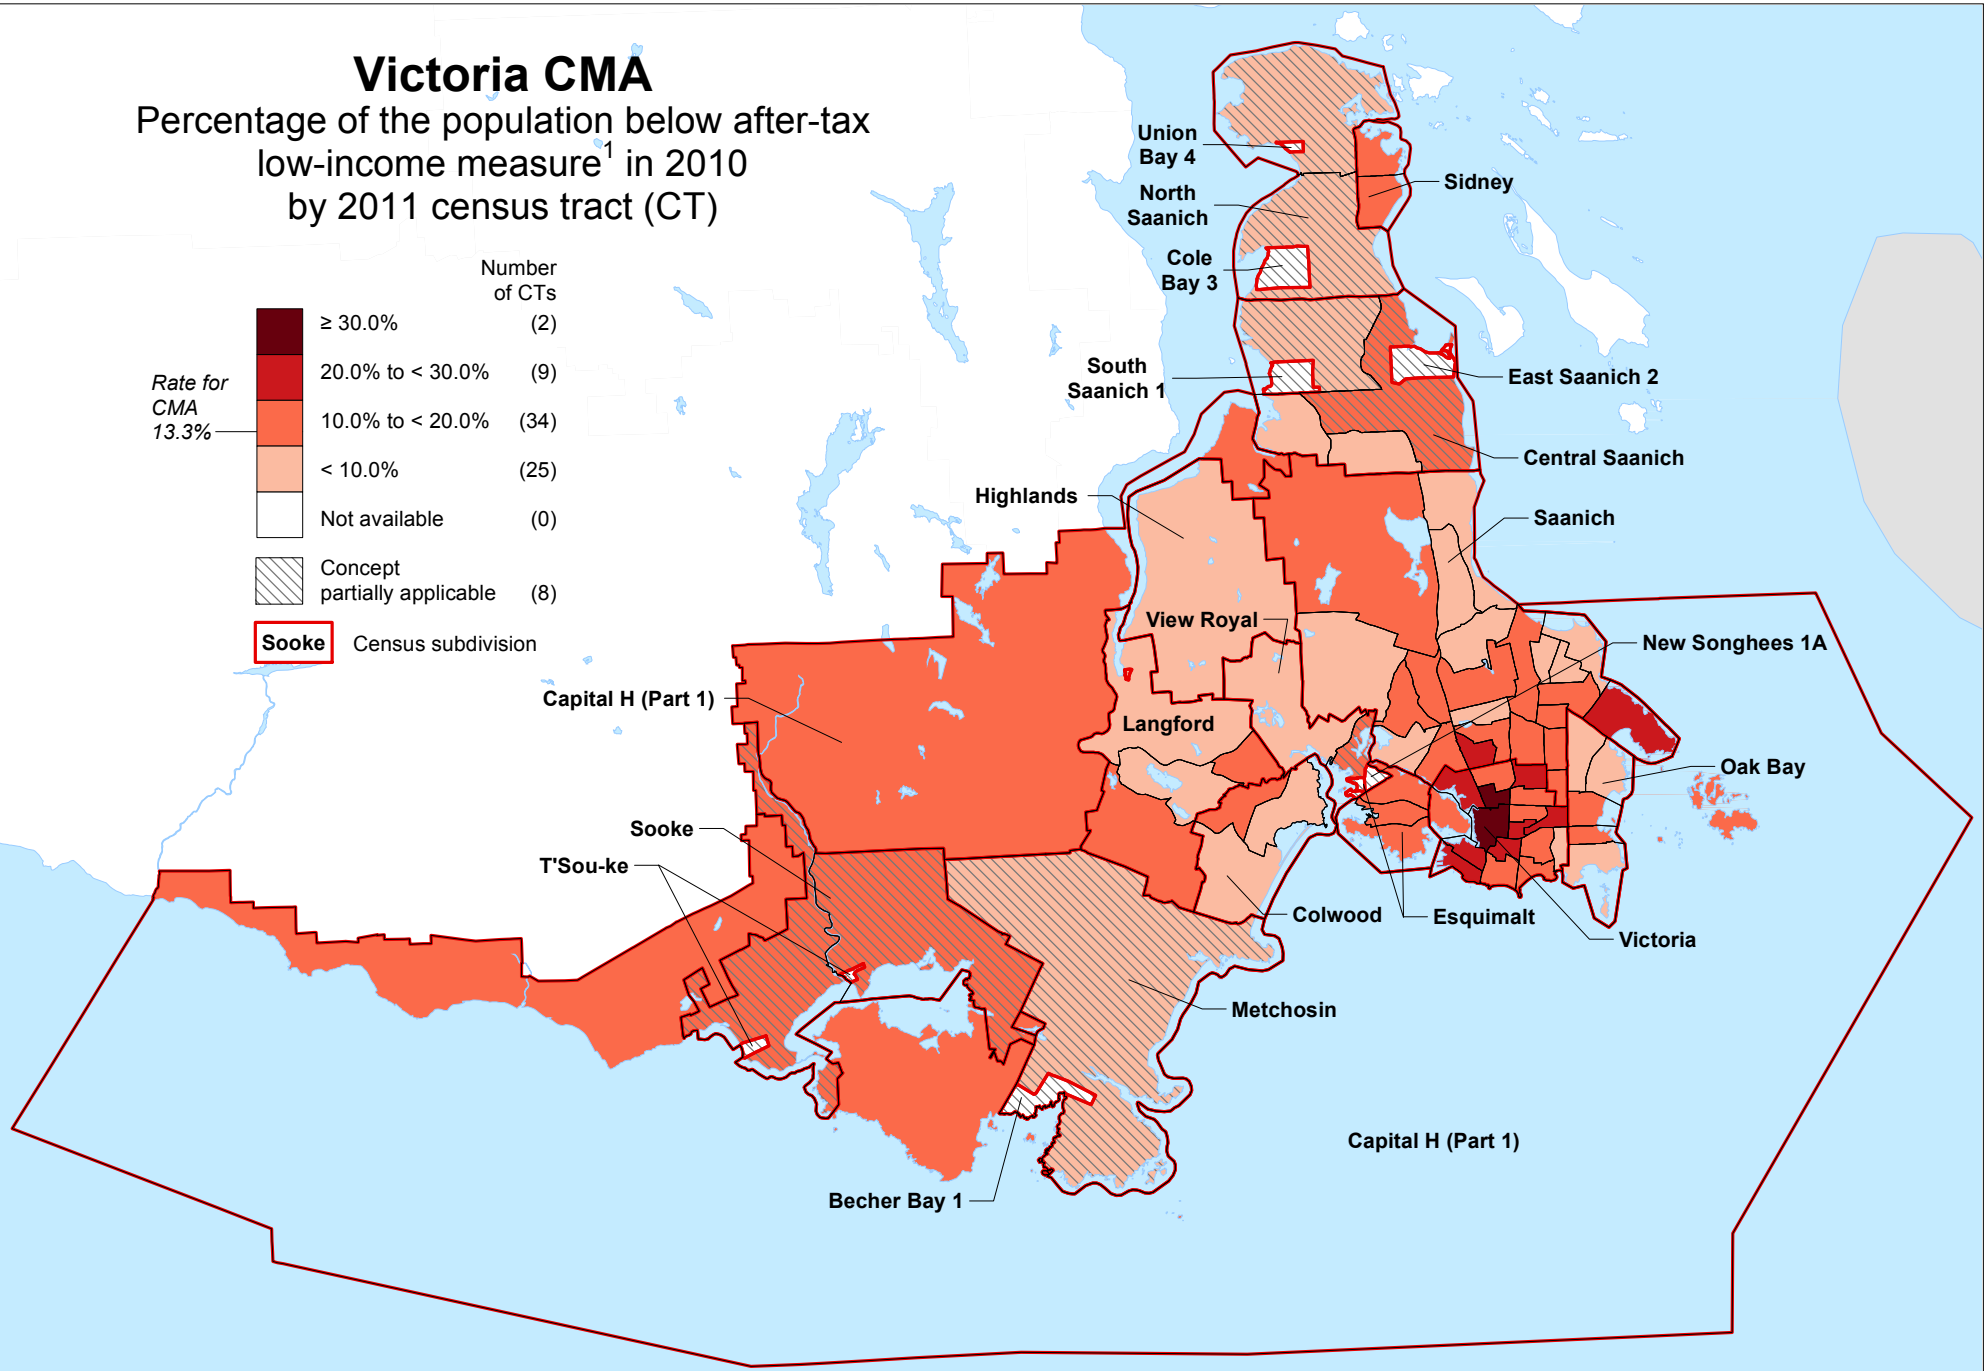 Victoria CMA
Percentage of the population below after-tax
low-income measure1 in 2010
by 2011 census tract (CT)
Number
of CTs
≥ 30.0% (2)
20.0% to < 30.0% (9)
10.0% to < 20.0% (34)
< 10.0% (25)
Not available (0)
Concept
partially applicable (8)
Sooke Census subdivision
Rate for
CMA
13.3%
Union
Bay 4
North
Saanich
Sidney
Cole
Bay 3
South
Saanich 1
East Saanich 2
Central Saanich
Highlands
Saanich
View Royal
New Songhees 1A
Capital H (Part 1)
Langford
Oak Bay
Sooke
T'Sou-ke
Colwood
Esquimalt
Victoria
Metchosin
Capital H (Part 1)
Becher Bay 1